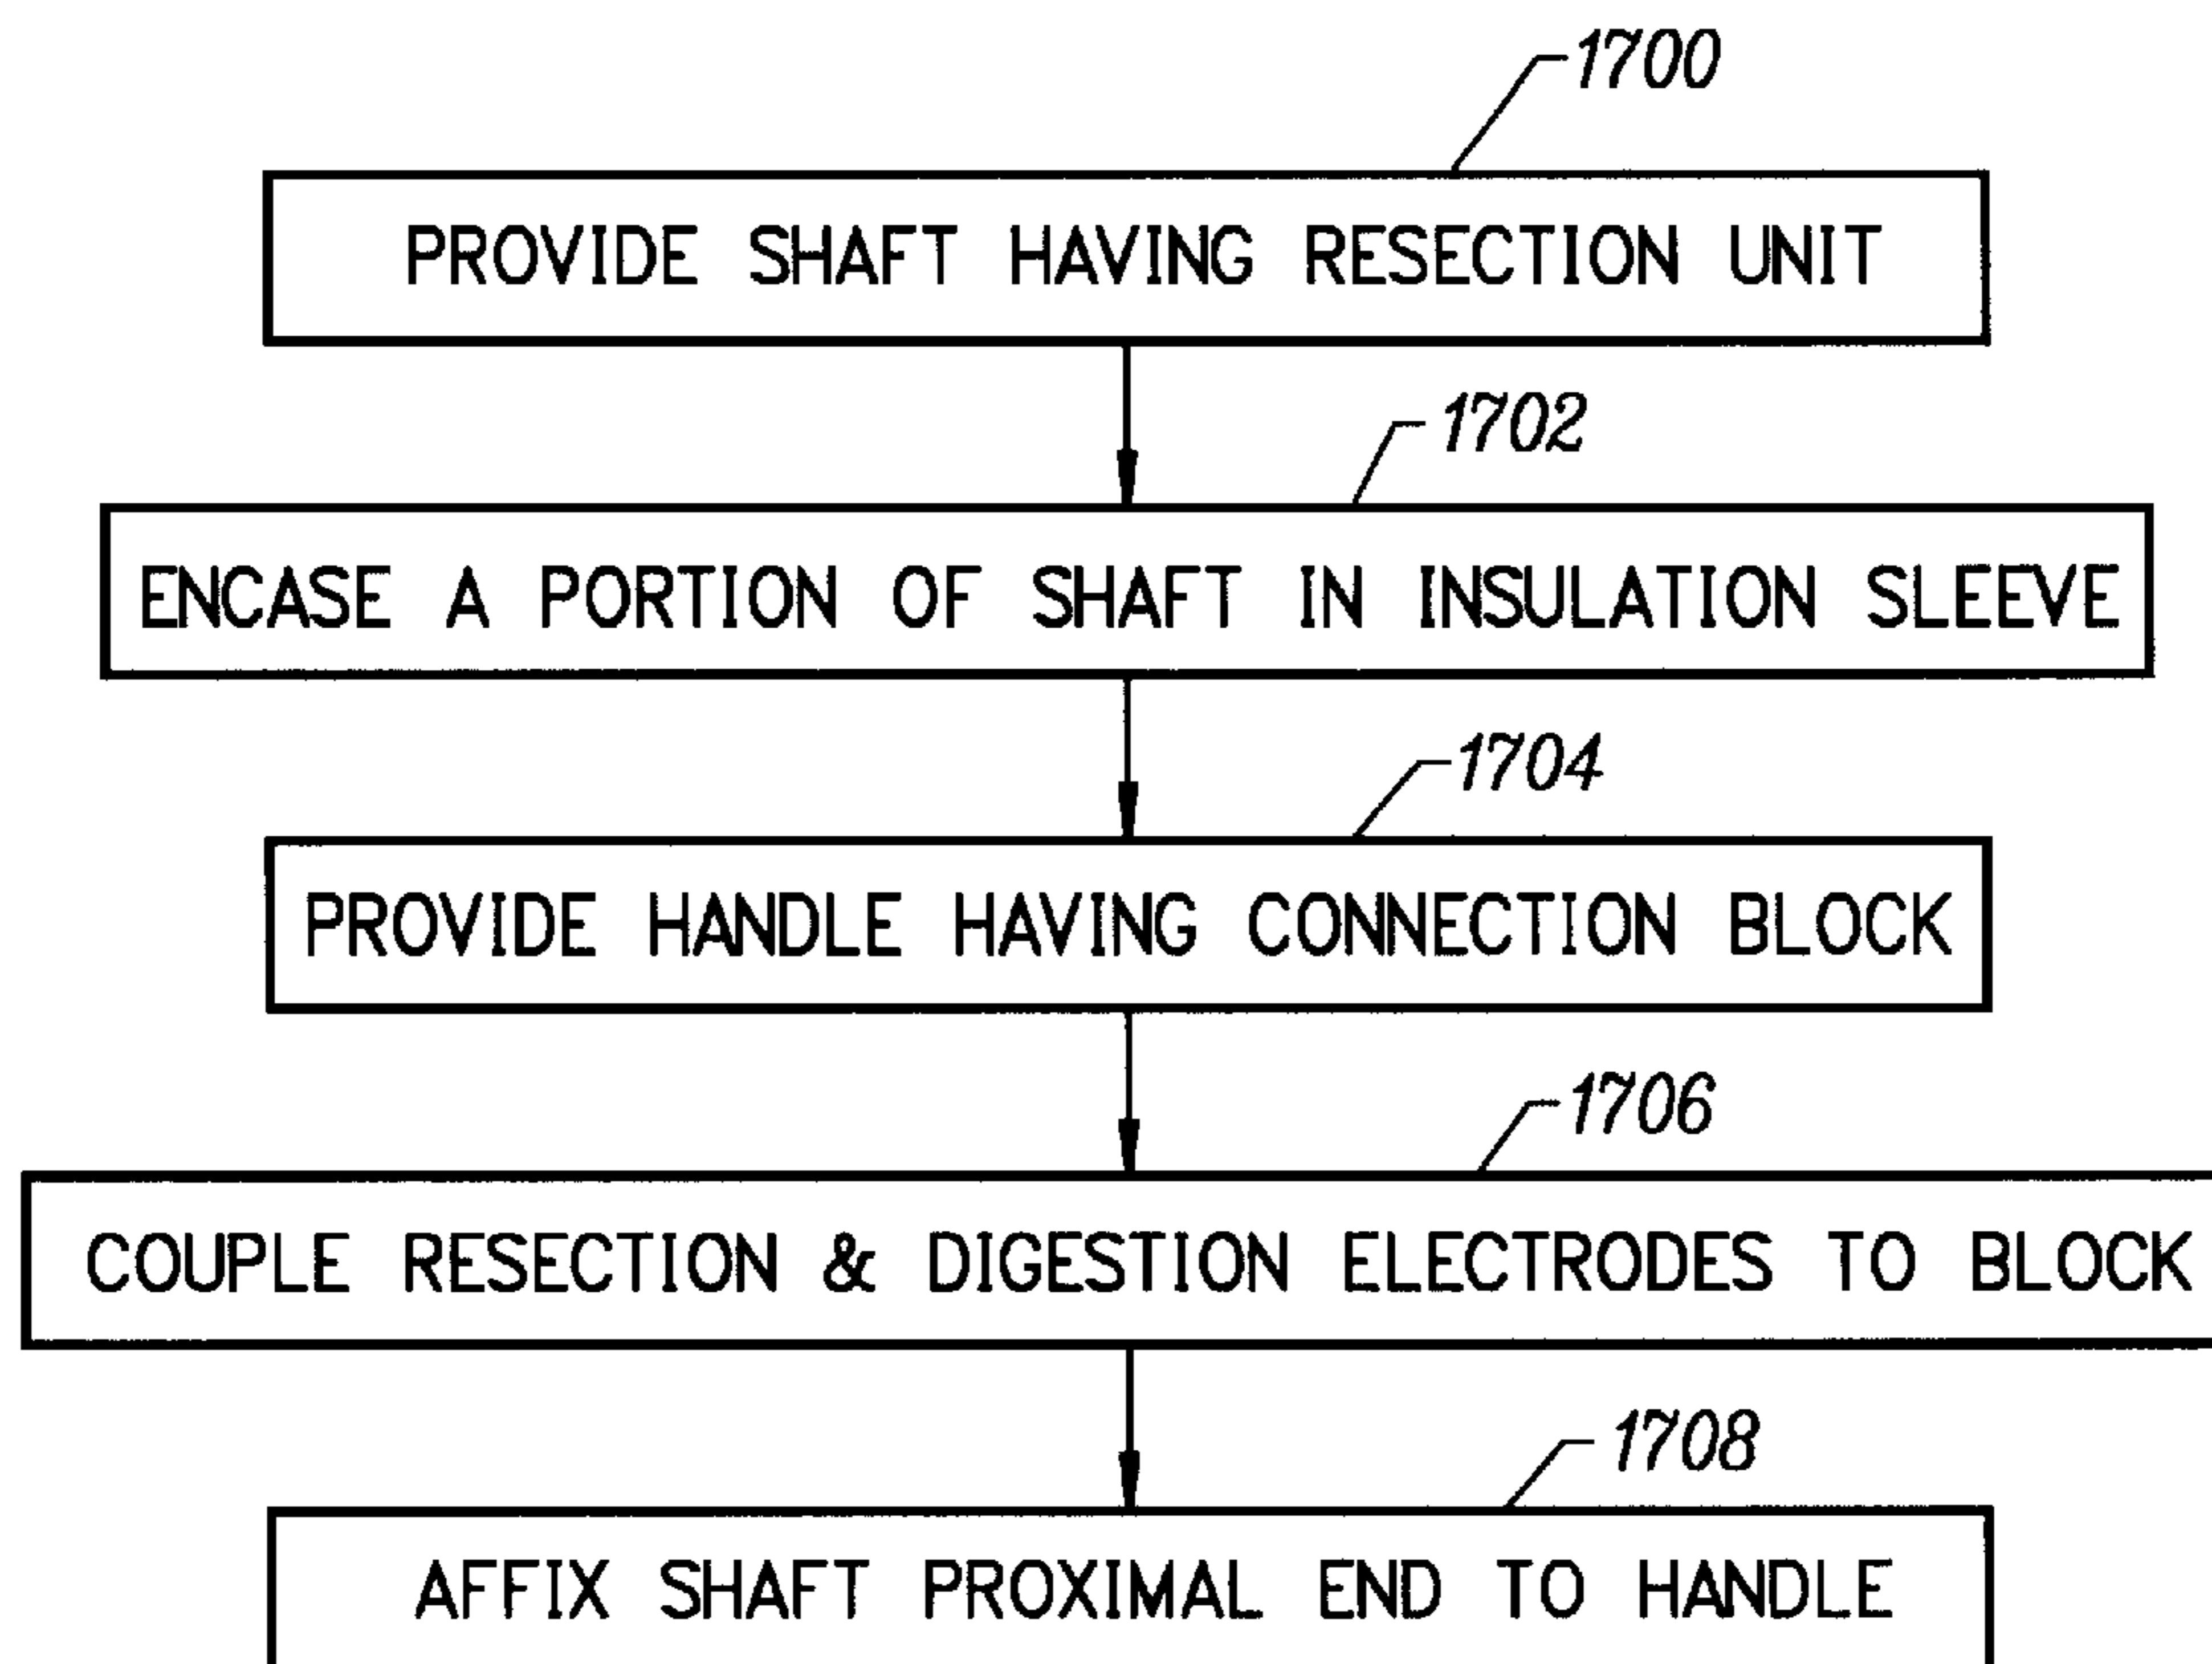 1700
PROVIDE SHAFT HAVING RESECTION UNIT
1702
ENCASE A PORTION OF SHAFT IN INSULATION SLEEVE
1704
PROVIDE HANDLE HAVING CONNECTION BLOCK
1706
COUPLE RESECTION & DIGESTION ELECTRODES TO BLOCK
1708
AFFIX SHAFT PROXIMAL END TO HANDLE